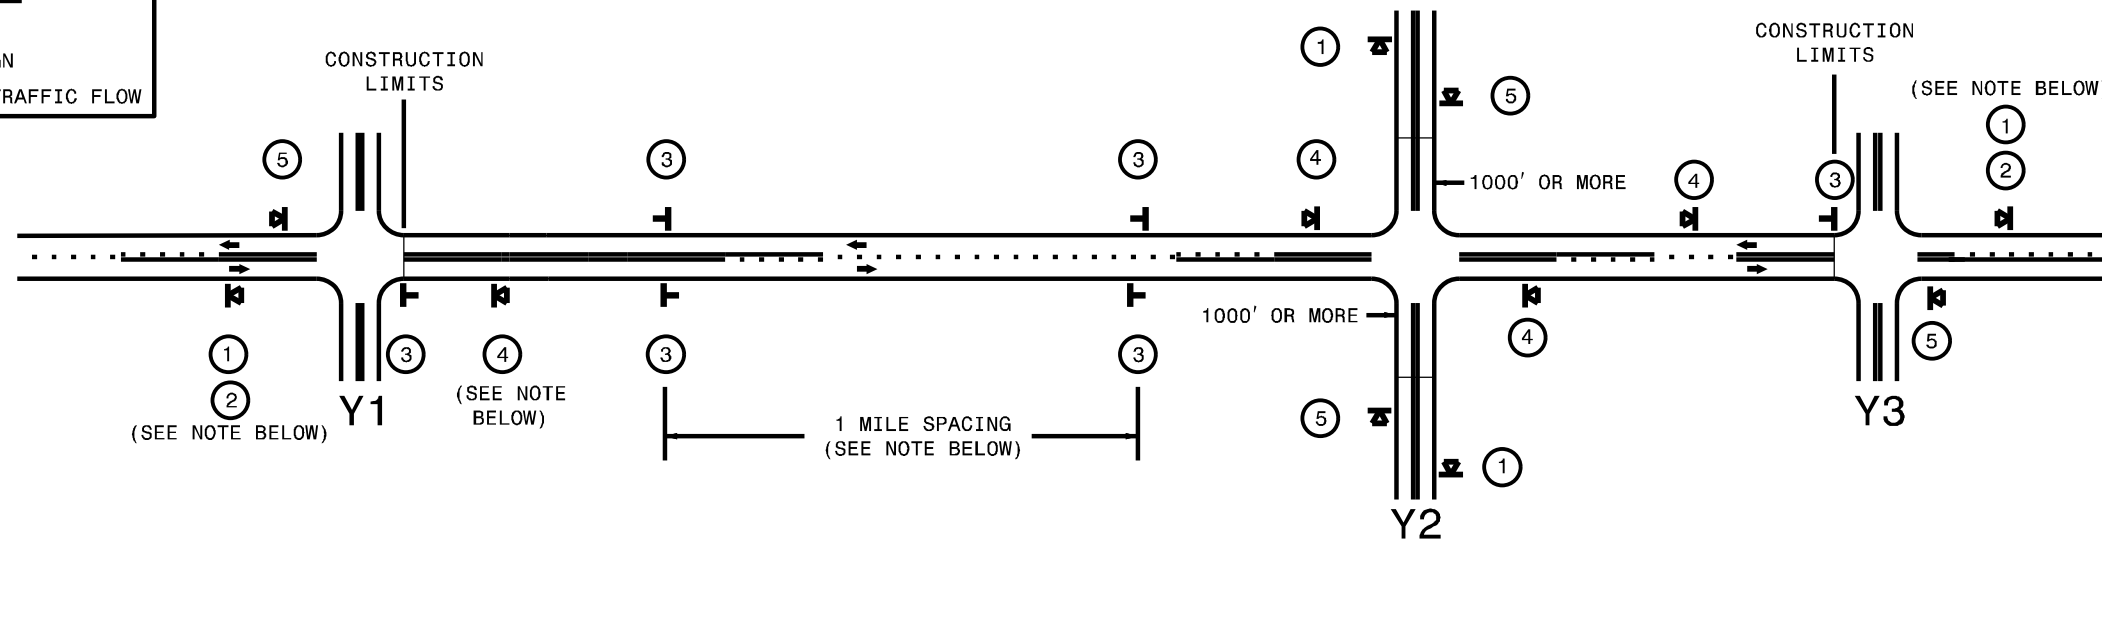 CONSTRUCTION
LIMITS
TRAFFIC FLOW
5
3
3
4
1
5
1000' OR MORE
CONSTRUCTION
LIMITS
4
3
(SEE NOTE BELOW
1
2
1
2
(SEE NOTE BELOW)
Y1
3
4
(SEE NOTE
BELOW)
3
1 MILE SPACING
(SEE NOTE BELOW)
3
1000' OR MORE
5
1
Y2
4
5
Y3